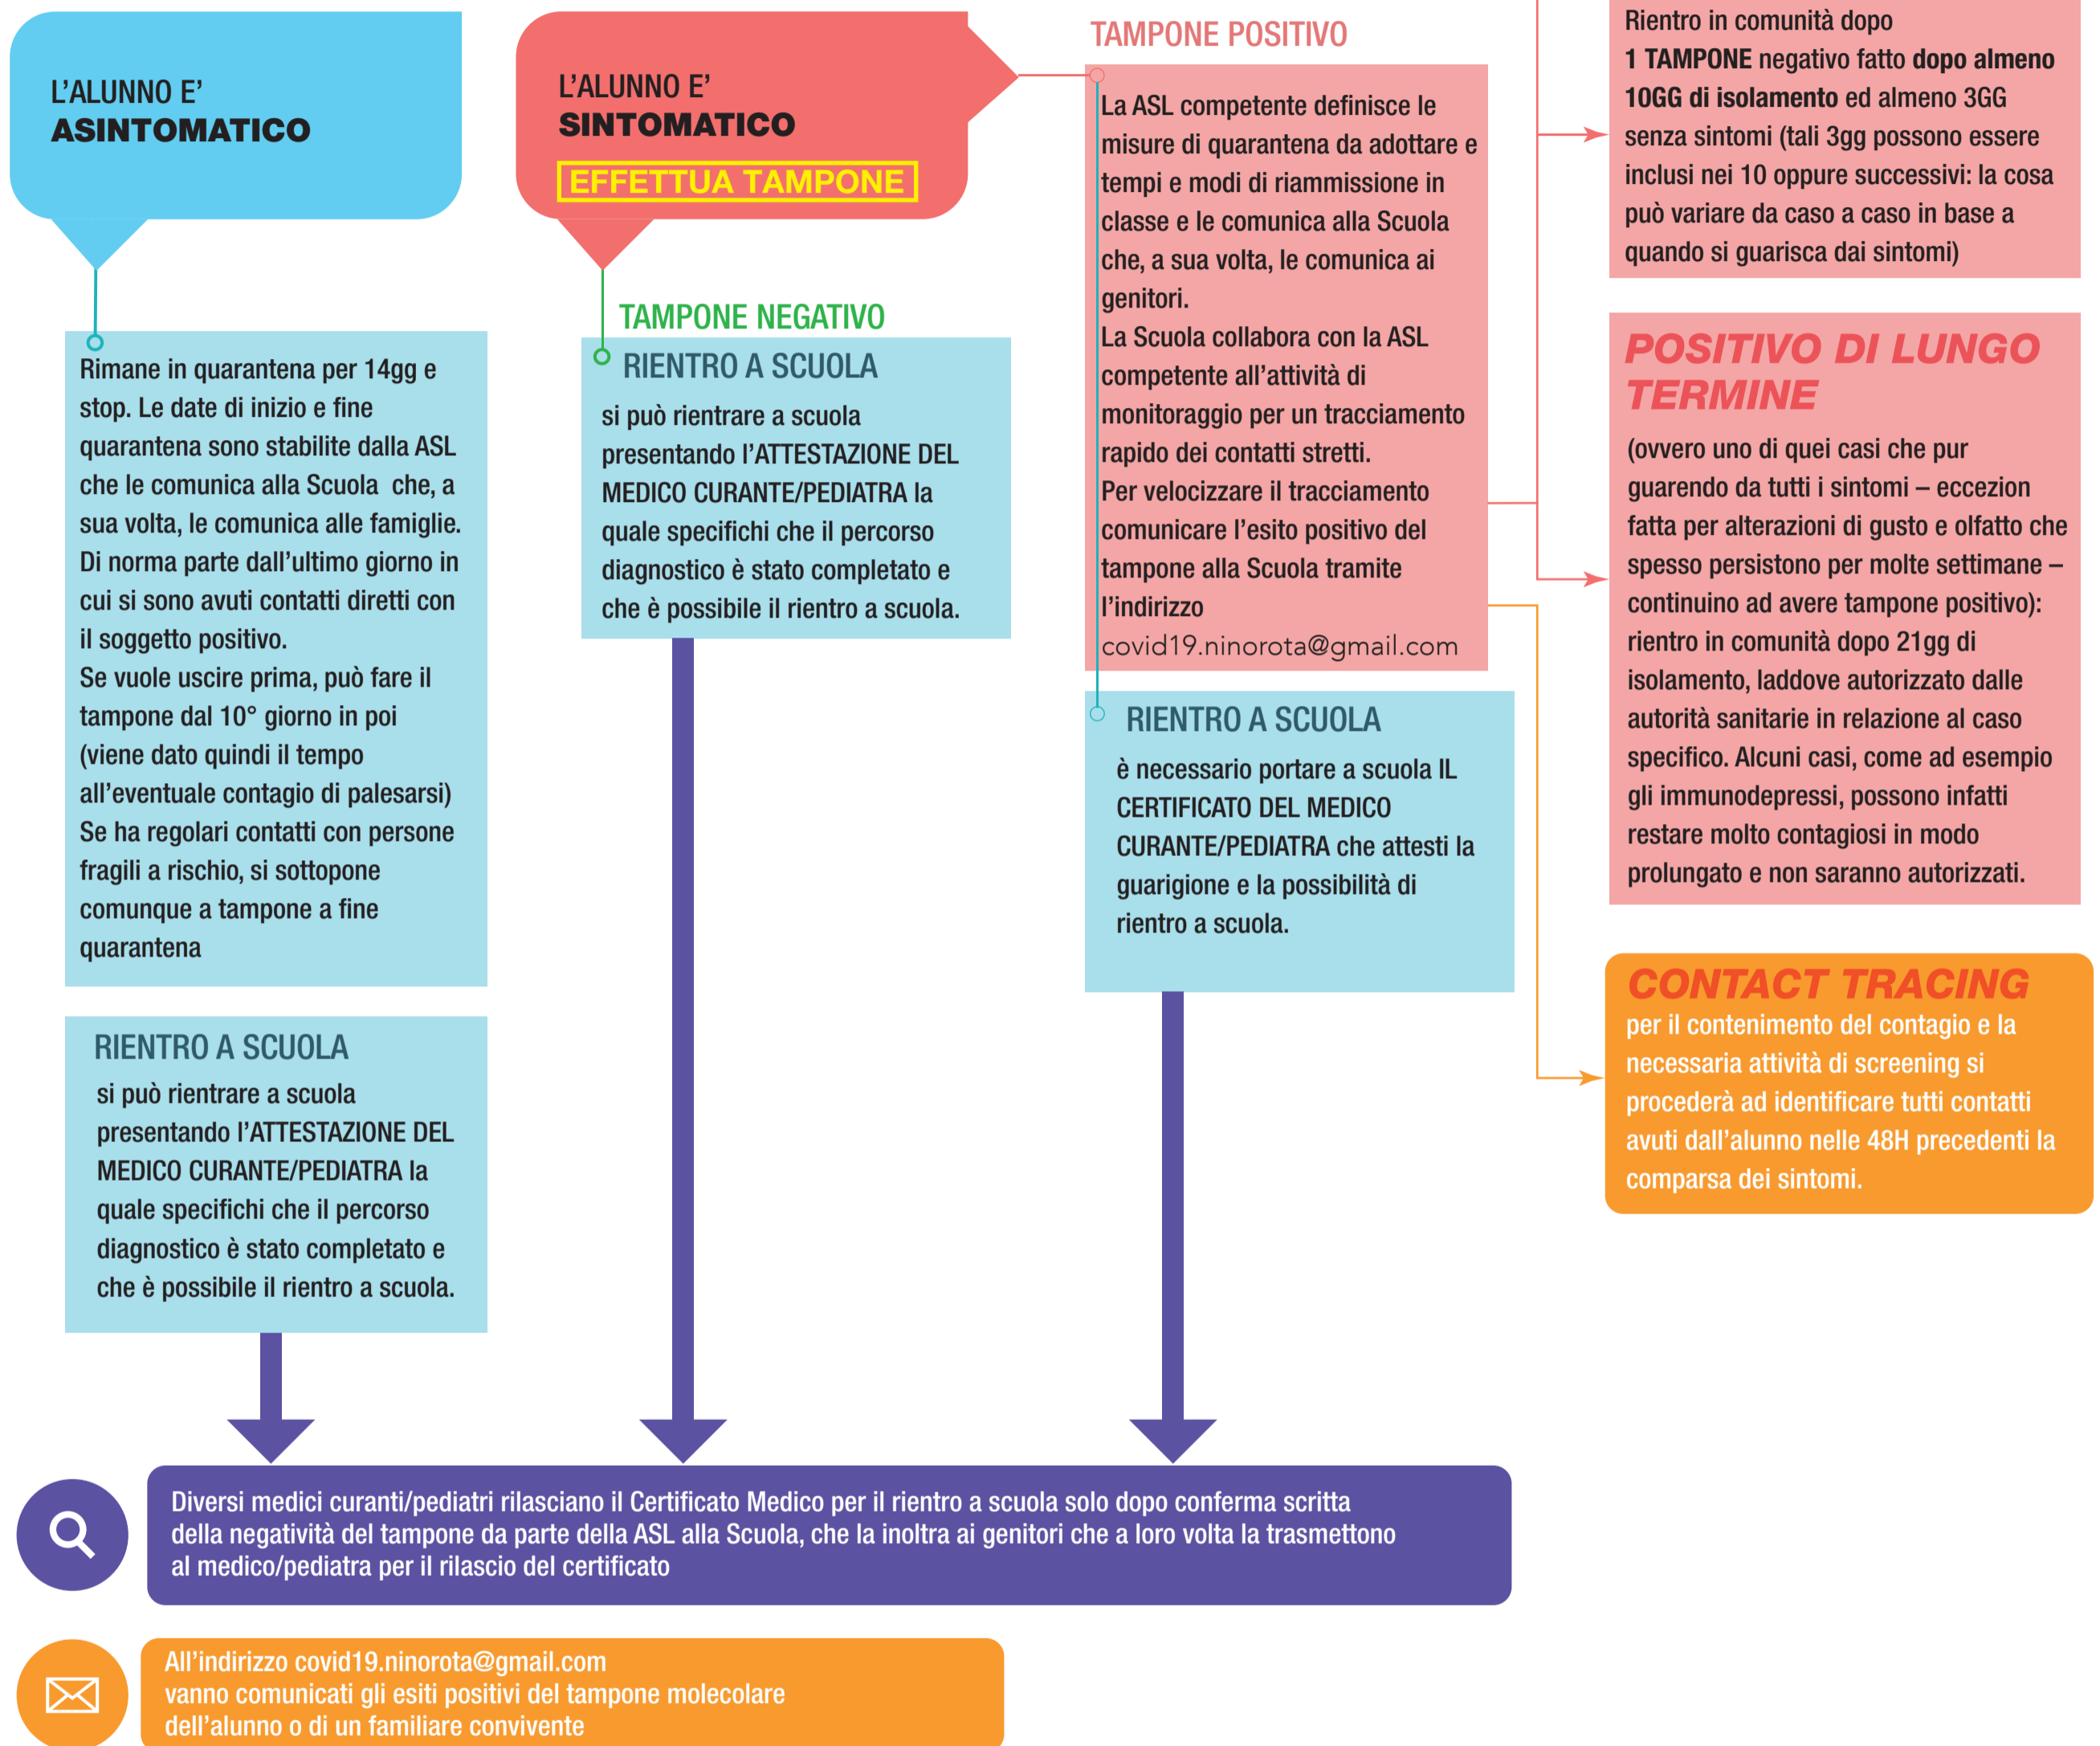 L'ALUNNO E'
ASINTOMATICO
Rimane in quarantena per 14gg e
stop. Le date di inizio e fine
quarantena sono stabilite dalla ASL
che le comunica alla Scuola che, a
sua volta, le comunica alle famiglie.
Di norma parte dall'ultimo giorno in
cui si sono avuti contatti diretti con
il soggetto positivo.
Se vuole uscire prima, può fare il
tampone dal 10° giorno in poi
(viene dato quindi il tempo
all'eventuale contagio di palesarsi)
Se ha regolari contatti con persone
fragili a rischio, si sottopone
comunque a tampone a fine
quarantena
RIENTRO A SCUOLA
si può rientrare a scuola
presentando l'ATTESTAZIONE DEL
MEDICO CURANTE/PEDIATRA la
quale specifichi che il percorso
diagnostico è stato completato e
che è possibile il rientro a scuola.
L'ALUNNO E'
SINTOMATICO
EFFETTUA TAMPONE
TAMPONE NEGATIVO
RIENTRO A SCUOLA
si può rientrare a scuola
presentando l'ATTESTAZIONE DEL
MEDICO CURANTE/PEDIATRA la
quale specifichi che il percorso
diagnostico è stato completato e
che è possibile il rientro a scuola.
TAMPONE POSITIVO
La ASL competente definisce le
misure di quarantena da adottare e
tempi e modi di riammissione in
classe e le comunica alla Scuola
che, a sua volta, le comunica ai
genitori.
La Scuola collabora con la ASL
competente all'attività di
monitoraggio per un tracciamento
rapido dei contatti stretti.
Per velocizzare il tracciamento
comunicare l'esito positivo del
tampone alla Scuola tramite
l'indirizzo
covid19.ninorota@gmail.com
RIENTRO A SCUOLA
è necessario portare a scuola IL
CERTIFICATO DEL MEDICO
CURANTE/PEDIATRA che attesti la
guarigione e la possibilità di
rientro a scuola.
Rientro in comunità dopo
1 TAMPONE negativo fatto dopo almeno
10GG di isolamento ed almeno 3GG
senza sintomi (tali 3gg possono essere
inclusi nei 10 oppure successivi: la cosa
può variare da caso a caso in base a
quando si guarisca dai sintomi)
POSITIVO DI LUNGO
TERMINE
(ovvero uno di quei casi che pur
guarendo da tutti i sintomi – eccezion
fatta per alterazioni di gusto e olfatto che
spesso persistono per molte settimane –
continuino ad avere tampone positivo):
rientro in comunità dopo 21gg di
isolamento, laddove autorizzato dalle
autorità sanitarie in relazione al caso
specifico. Alcuni casi, come ad esempio
gli immunodepressi, possono infatti
restare molto contagiosi in modo
prolungato e non saranno autorizzati.
CONTACT TRACING
per il contenimento del contagio e la
necessaria attività di screening si
procederà ad identificare tutti contatti
avuti dall'alunno nelle 48H precedenti la
comparsa dei sintomi.
Diversi medici curanti/pediatri rilasciano il Certificato Medico per il rientro a scuola solo dopo conferma scritta
della negatività del tampone da parte della ASL alla Scuola, che la inoltra ai genitori che a loro volta la trasmettono
al medico/pediatra per il rilascio del certificato
All'indirizzo covid19.ninorota@gmail.com
vanno comunicati gli esiti positivi del tampone molecolare
dell'alunno o di un familiare convivente